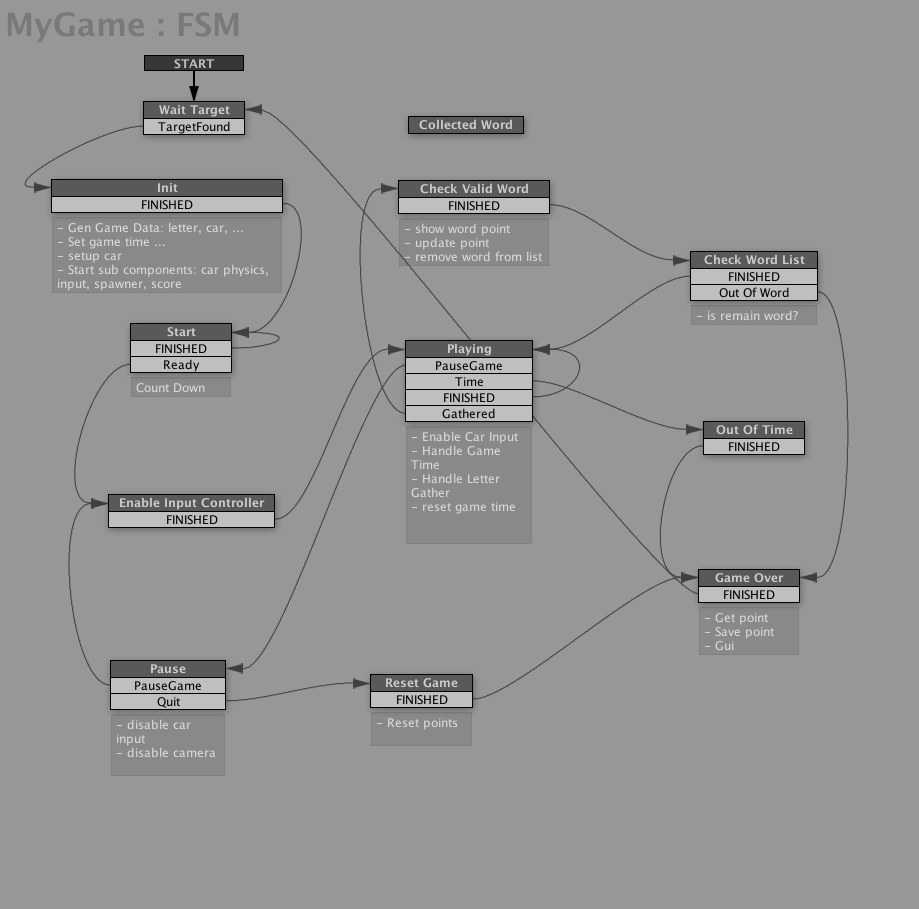 MyGame : FSM
START
Wait Target
TargetFound
Collected Word
Init
FINISHED
- Gen Game Data: letter, car, ...
- Set game time ...
- setup car
- Start sub components: car physics,
input, spawner, score
Check Valid Word
FINISHED
- show word point
- update point
- remove word from list
Check Word List
FINISHED
Out Of Word
- is remain word?
Start
FINISHED
Ready
Count Down
Playing
PauseGame
Time
FINISHED
Gathered
- Enable Car Input
- Handle Game
Time
- Handle Letter
Gather
- reset game time
Out Of Time
FINISHED
Enable Input Controller
FINISHED
Game Over
FINISHED
- Get point
- Save point
- Gui
Pause
PauseGame
Quit
- disable car
input
- disable camera
Reset Game
FINISHED
- Reset points